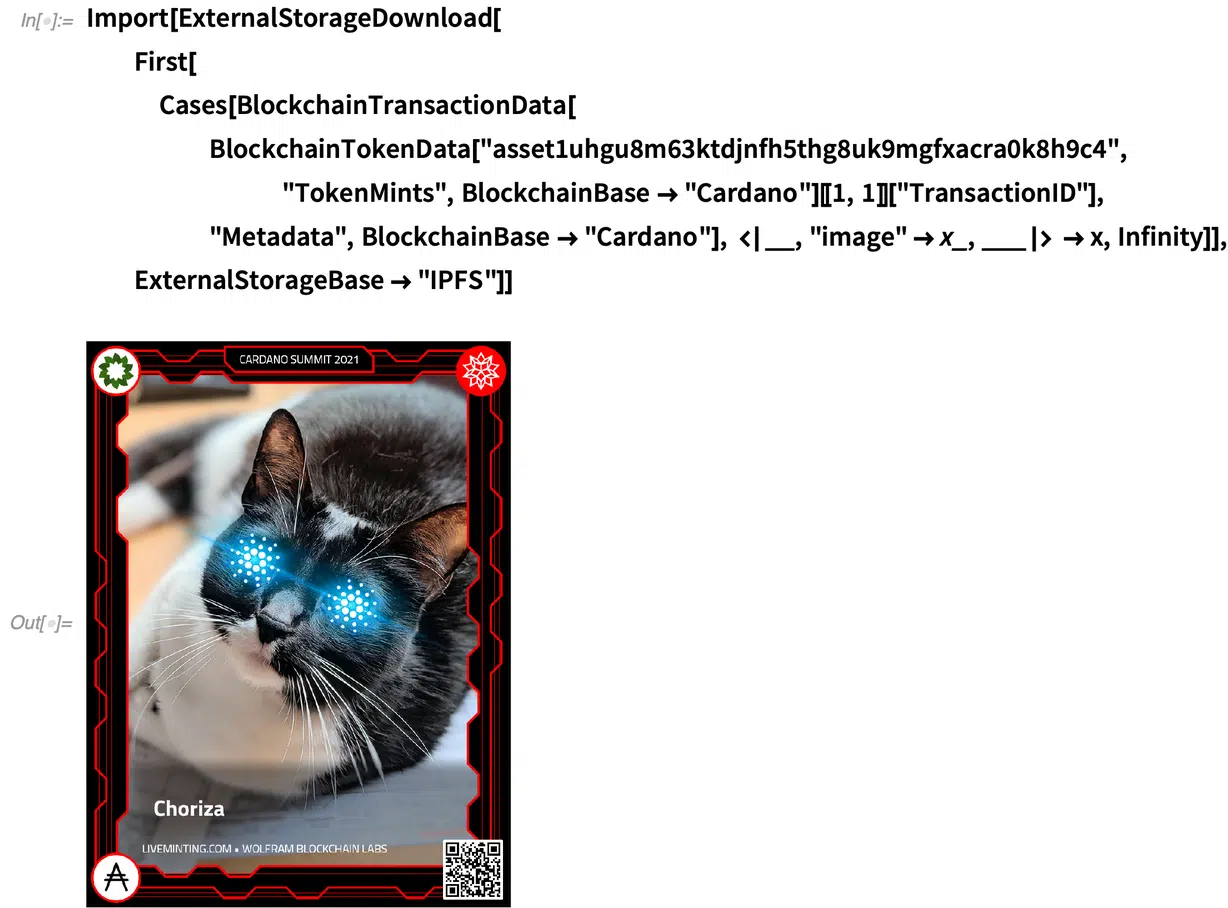 In[•]:= Import[ExternalStorageDownload[
First[
Cases[BlockchainTransactionData[
BlockchainTokenData["asset1uhgu8m63ktdjnfh5thg8uk9mgfxacra0k8h9c4",
"TokenMints", BlockchainBase → "Cardano"]〚1, 1〛["TransactionID"],
"Metadata", BlockchainBase → "Cardano"], <|__, "image" → x_, ___|> → x, Infinity]],
ExternalStorageBase → "IPFS"]]
CARDANO SUMMIT 2021
Out[•]=
Choriza
LIVEMINTING.COM • WOLFRAM BLOCKCHAIN LABS